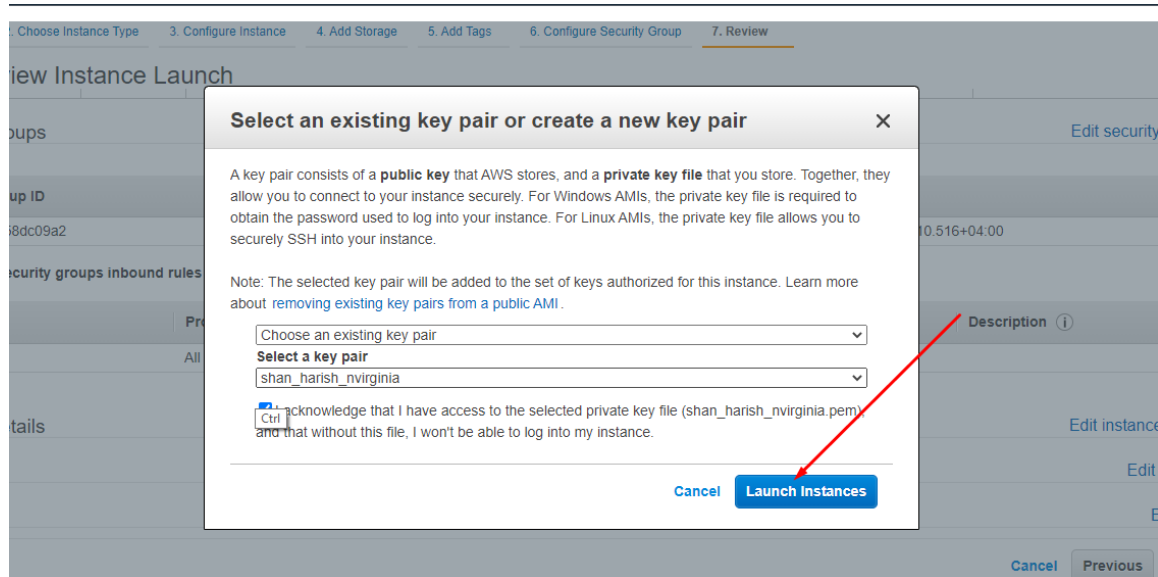 . Choose Instance Type 3. Configure Instance 4. Add Storage 5. Add Tags 6. Configure Security Group 7. Review
iew Instance Launch
oups Edit security
up ID
58dc09a2 10.516+04:00
ecurity groups inbound rules
Pro Description i
All
tails Edit instance
Edit
E
Select an existing key pair or create a new key pair ×
A key pair consists of a public key that AWS stores, and a private key file that you store. Together, they
allow you to connect to your instance securely. For Windows AMIs, the private key file is required to
obtain the password used to log into your instance. For Linux AMIs, the private key file allows you to
securely SSH into your instance.
Note: The selected key pair will be added to the set of keys authorized for this instance. Learn more
about removing existing key pairs from a public AMI.
Choose an existing key pair
Select a key pair
shan_harish_nvirginia
I acknowledge that I have access to the selected private key file (shan_harish_nvirginia.pem),
Ctrl
and that without this file, I won't be able to log into my instance.
Cancel Launch Instances
Cancel Previous